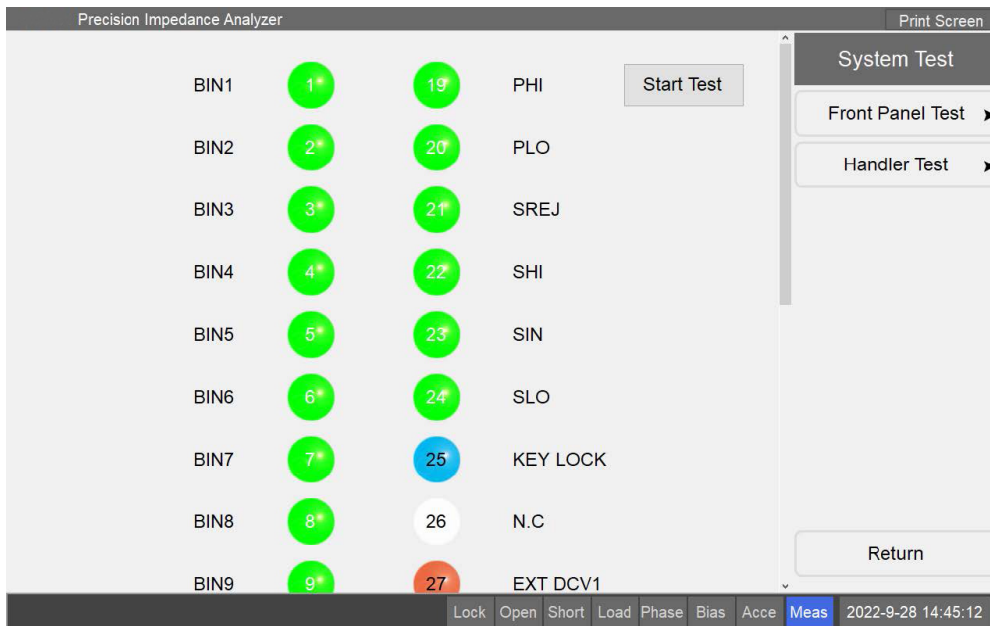 Precision Impedance Analyzer Print Screen
BIN1 1 19 PHI Start Test
BIN2 2 20 PLO
BIN3 3 21 SREJ
BIN4 4 22 SHI
BIN5 5 23 SIN
BIN6 6 24 SLO
BIN7 7 25 KEY LOCK
BIN8 8 26 N.C
BIN9 9 27 EXT DCV1
System Test
Front Panel Test
Handler Test
Return
Lock Open Short Load Phase Bias Acce Meas 2022-9-28 14:45:12